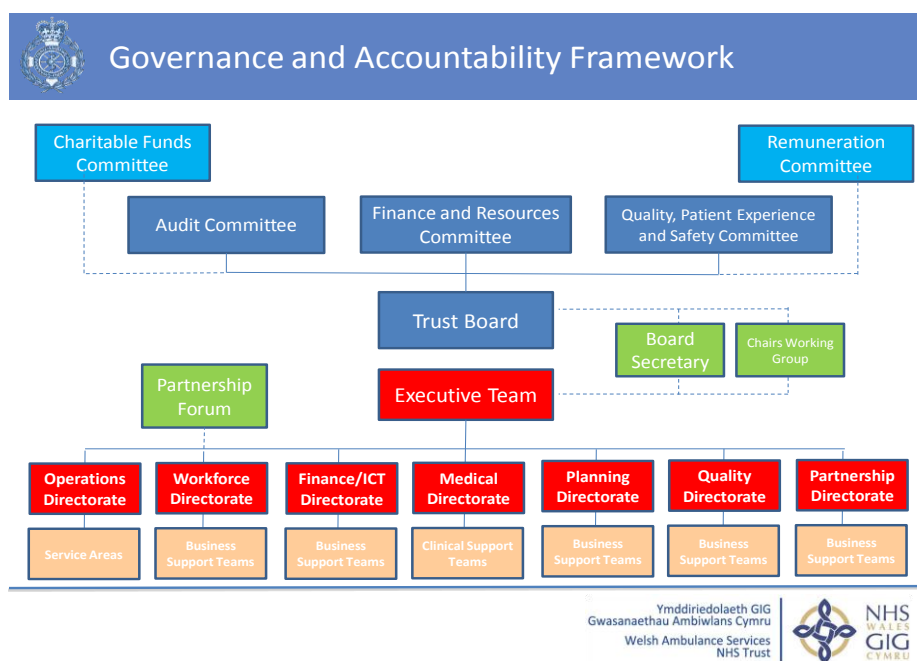 Governance and Accountability Framework
Charitable Funds
Committee
Remuneration
Committee
Audit Committee
Finance and Resources
Committee
Quality, Patient Experience
and Safety Committee
Trust Board
Board
Secretary
Chairs Working
Group
Partnership
Forum
Executive Team
Operations
Directorate
Workforce
Directorate
Finance/ICT
Directorate
Medical
Directorate
Planning
Directorate
Quality
Directorate
Partnership
Directorate
Service Areas
Business
Support Teams
Business
Support Teams
Clinical Support
Teams
Business
Support Teams
Business
Support Teams
Business
Support Teams
Ymddiriedolaeth GIG
Gwasanaethau Ambiwlans Cymru
Welsh Ambulance Services
NHS Trust
NHS
WALES
GIG
CYMRU